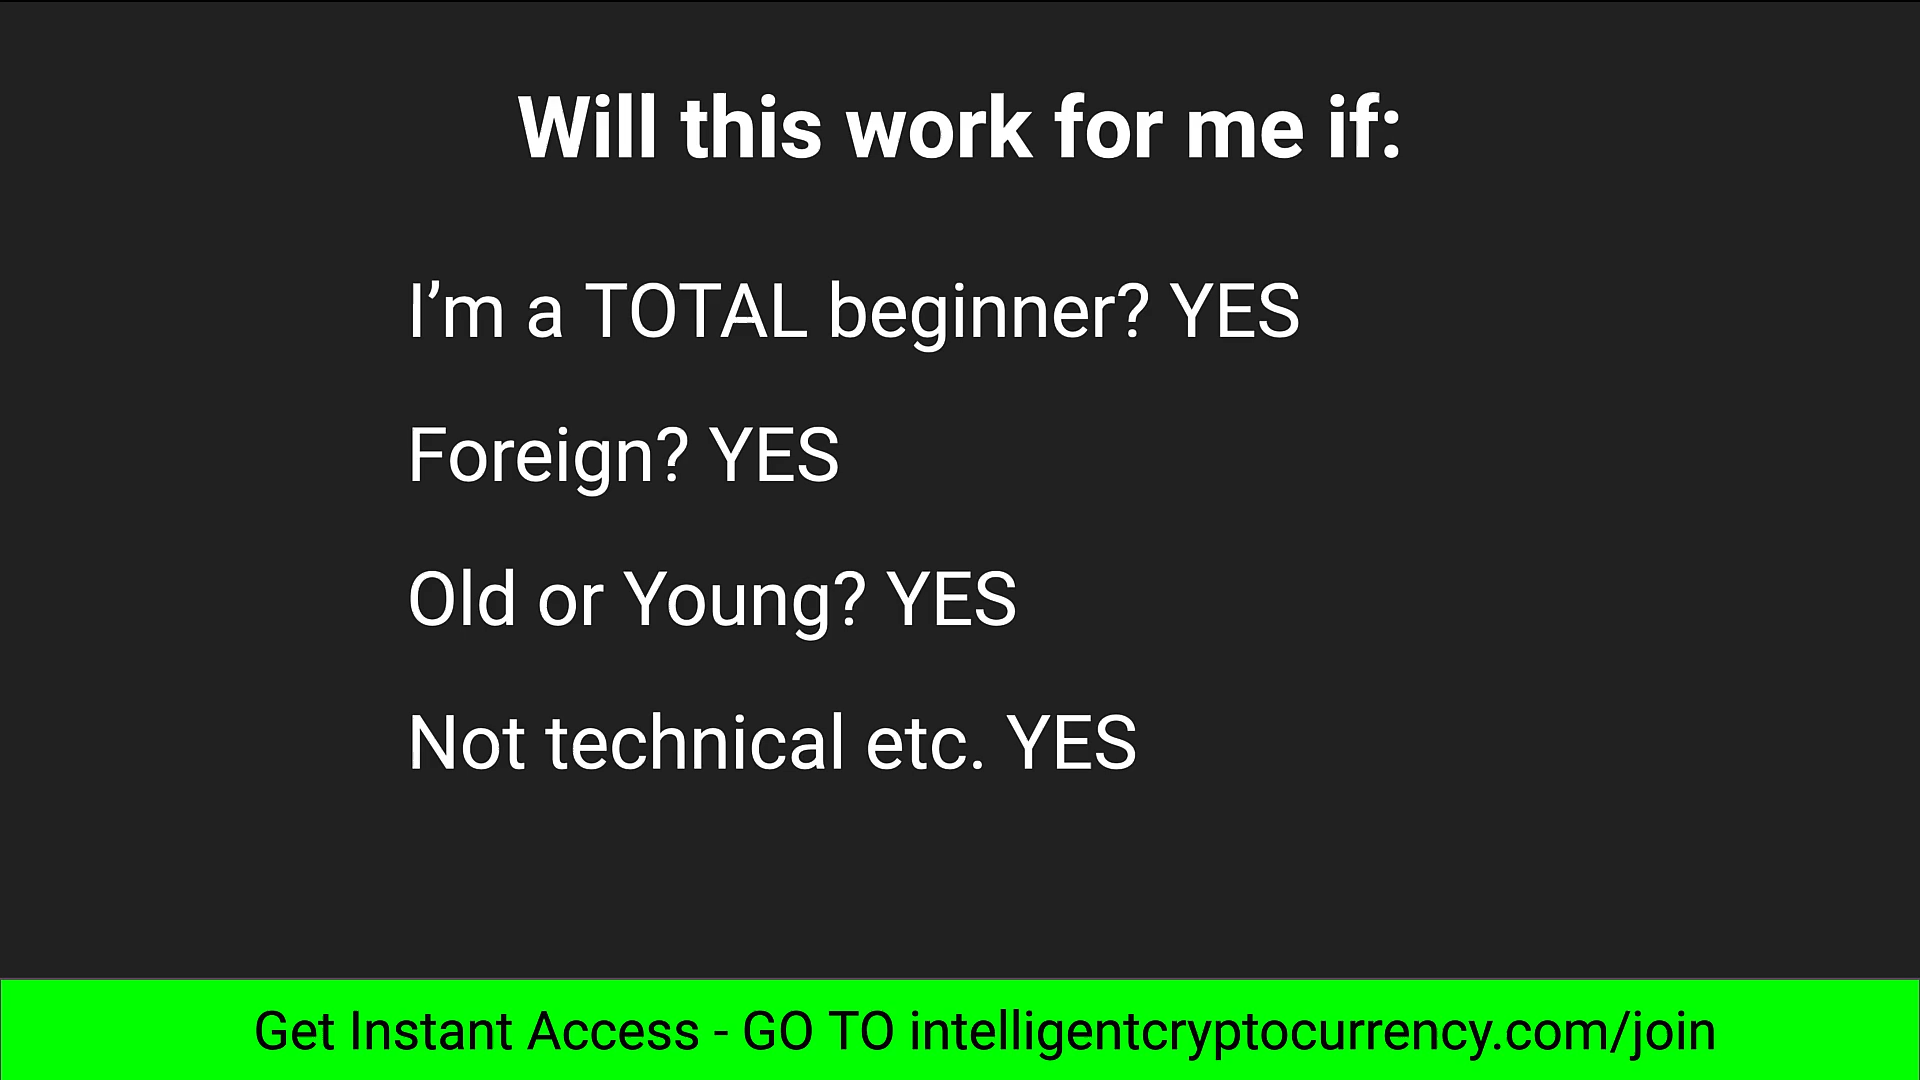 Will this work for me if:
I’m a TOTAL beginner? YES
Foreign? YES
Old or Young? YES
Not technical etc. YES
Get Instant Access - GO TO intelligentcryptocurrency.com/join